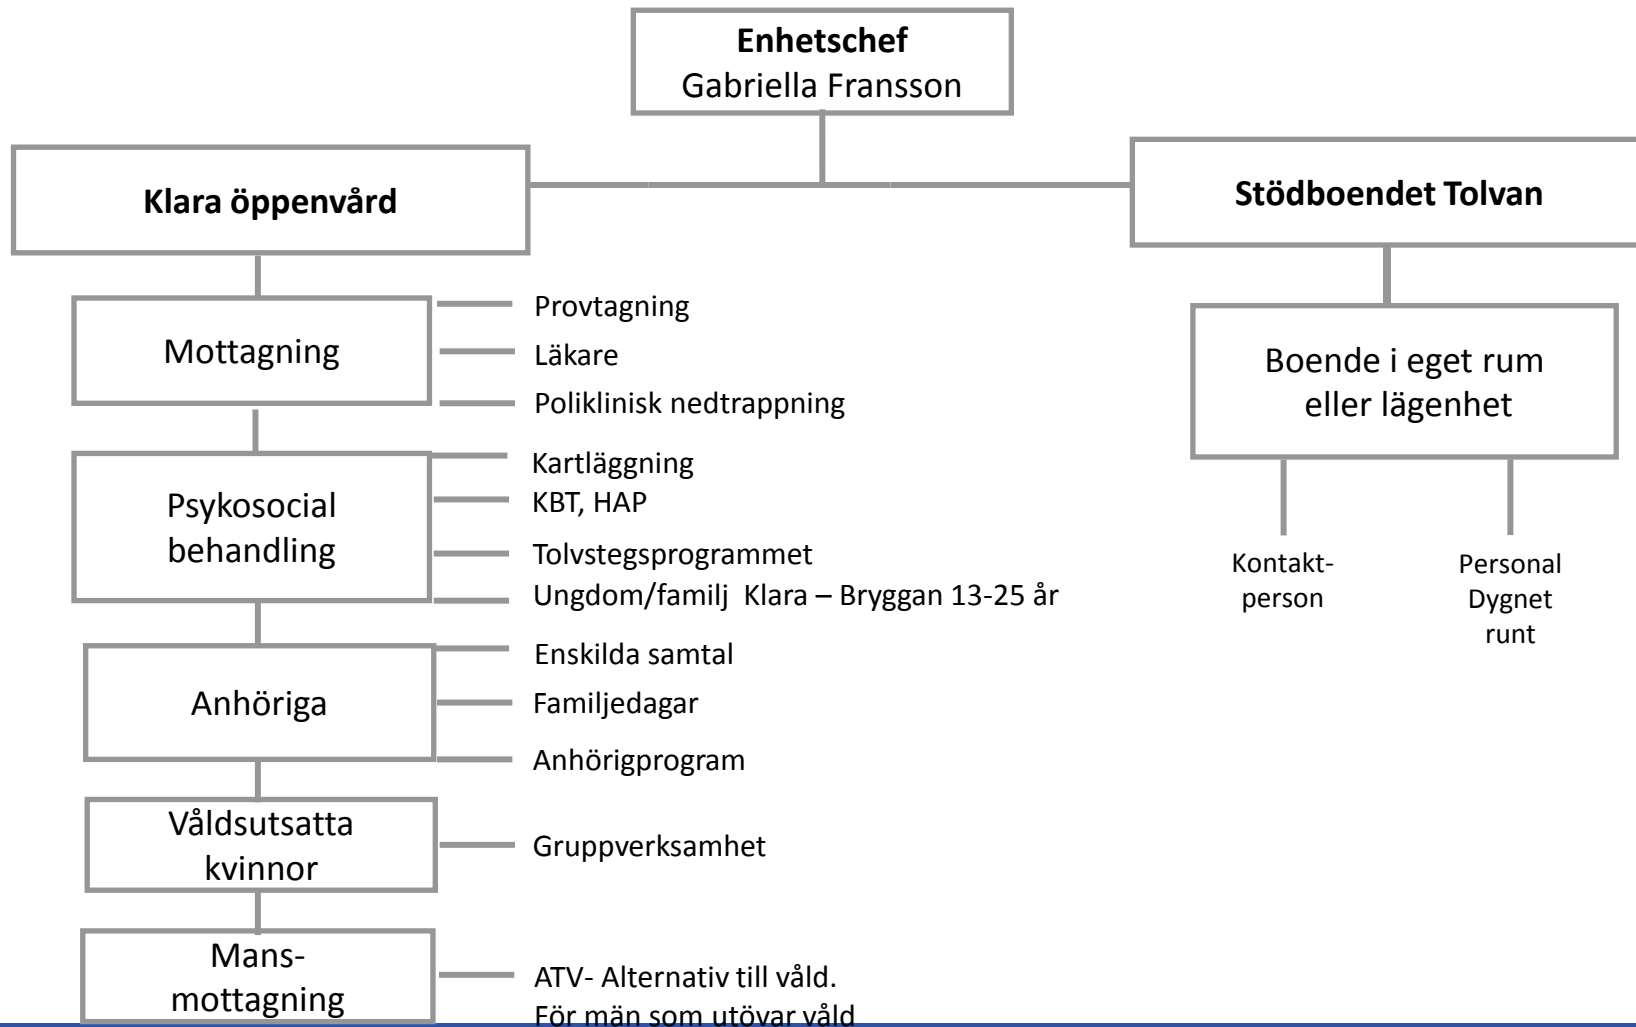 Enhetschef
Gabriella Fransson
Klara öppenvård
Stödboendet Tolvan
Mottagning
Provtagning
Läkare
Poliklinisk nedtrappning
Psykosocial
behandling
Kartläggning
KBT, HAP
Tolvstegsprogrammet
Ungdom/familj Klara – Bryggan 13-25 år
Anhöriga
Enskilda samtal
Familjedagar
Anhörigprogram
Våldsutsatta
kvinnor
Gruppverksamhet
Mans-
mottagning
ATV- Alternativ till våld.
För män som utövar våld
Boende i eget rum
eller lägenhet
Kontakt-
person
Personal
Dygnet
runt